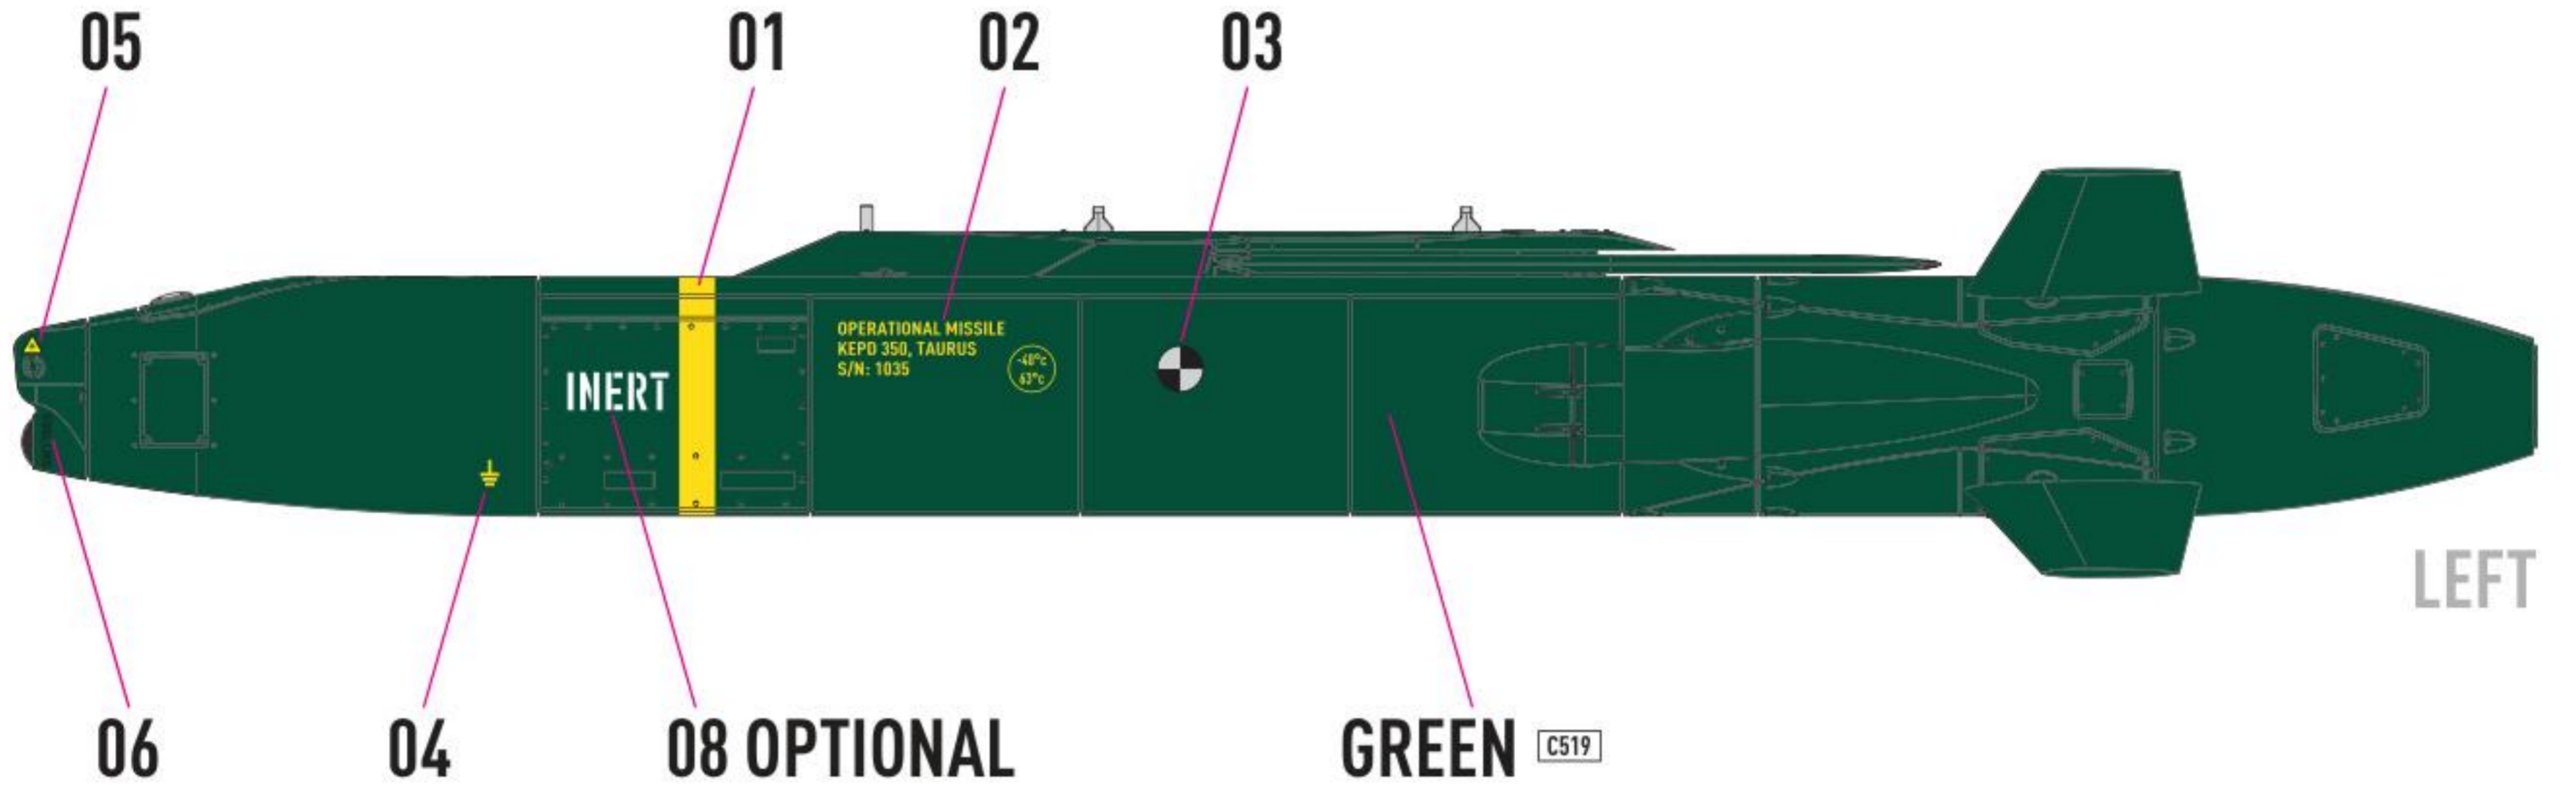 05
01
02
03
OPERATIONAL MISSILE
KEPD 350, TAURUS
S/N: 1035
-40°c
63°c
INERT
LEFT
06
04
08 OPTIONAL
GREEN C519